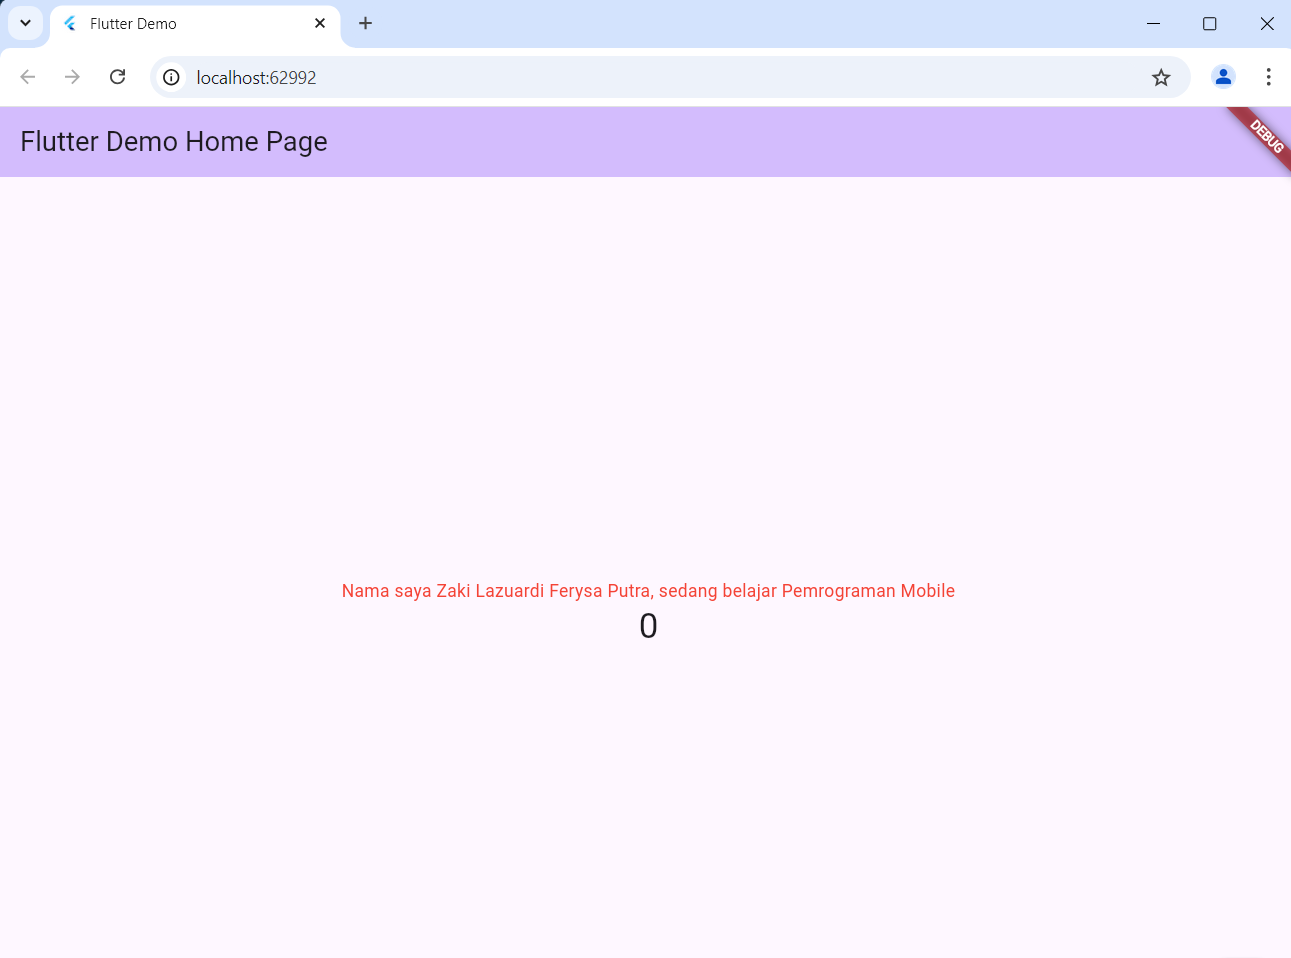 Flutter Demo
localhost:62992
Flutter Demo Home Page
DEBUG
Nama saya Zaki Lazuardi Ferysa Putra, sedang belajar Pemrograman Mobile
0